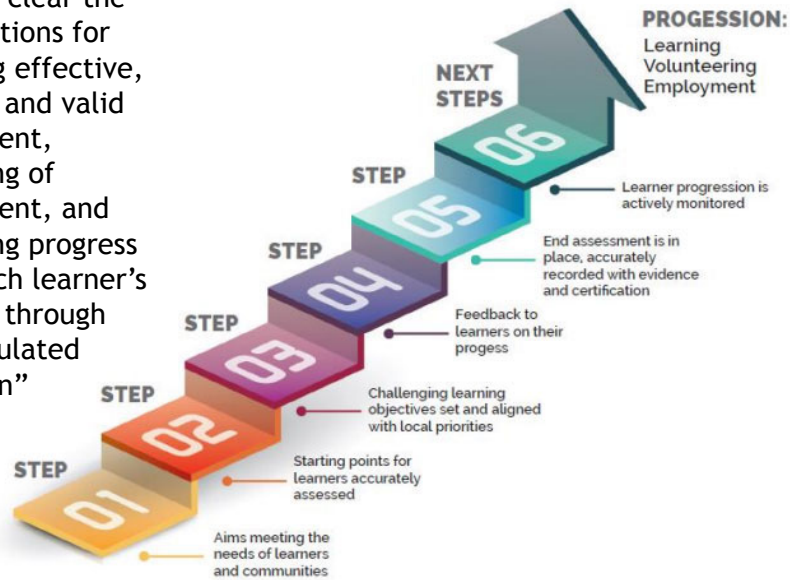 clear the
tions for
g effective,
and valid
ent,
ng of
ent, and
ng progress
ch learner's
through
ulated
n”
PROGESSION:
Learning
Volunteering
Employment
NEXT
STEPS
06
Learner progression is
actively monitored
STEP
05
End assessment is in
place, accurately
recorded with evidence
and certification
STEP
04
Feedback to
learners on their
progess
STEP
03
Challenging learning
objectives set and aligned
with local priorities
STEP
02
Starting points for
learners accurately
assessed
STEP
01
Aims meeting the
needs of learners
and communities